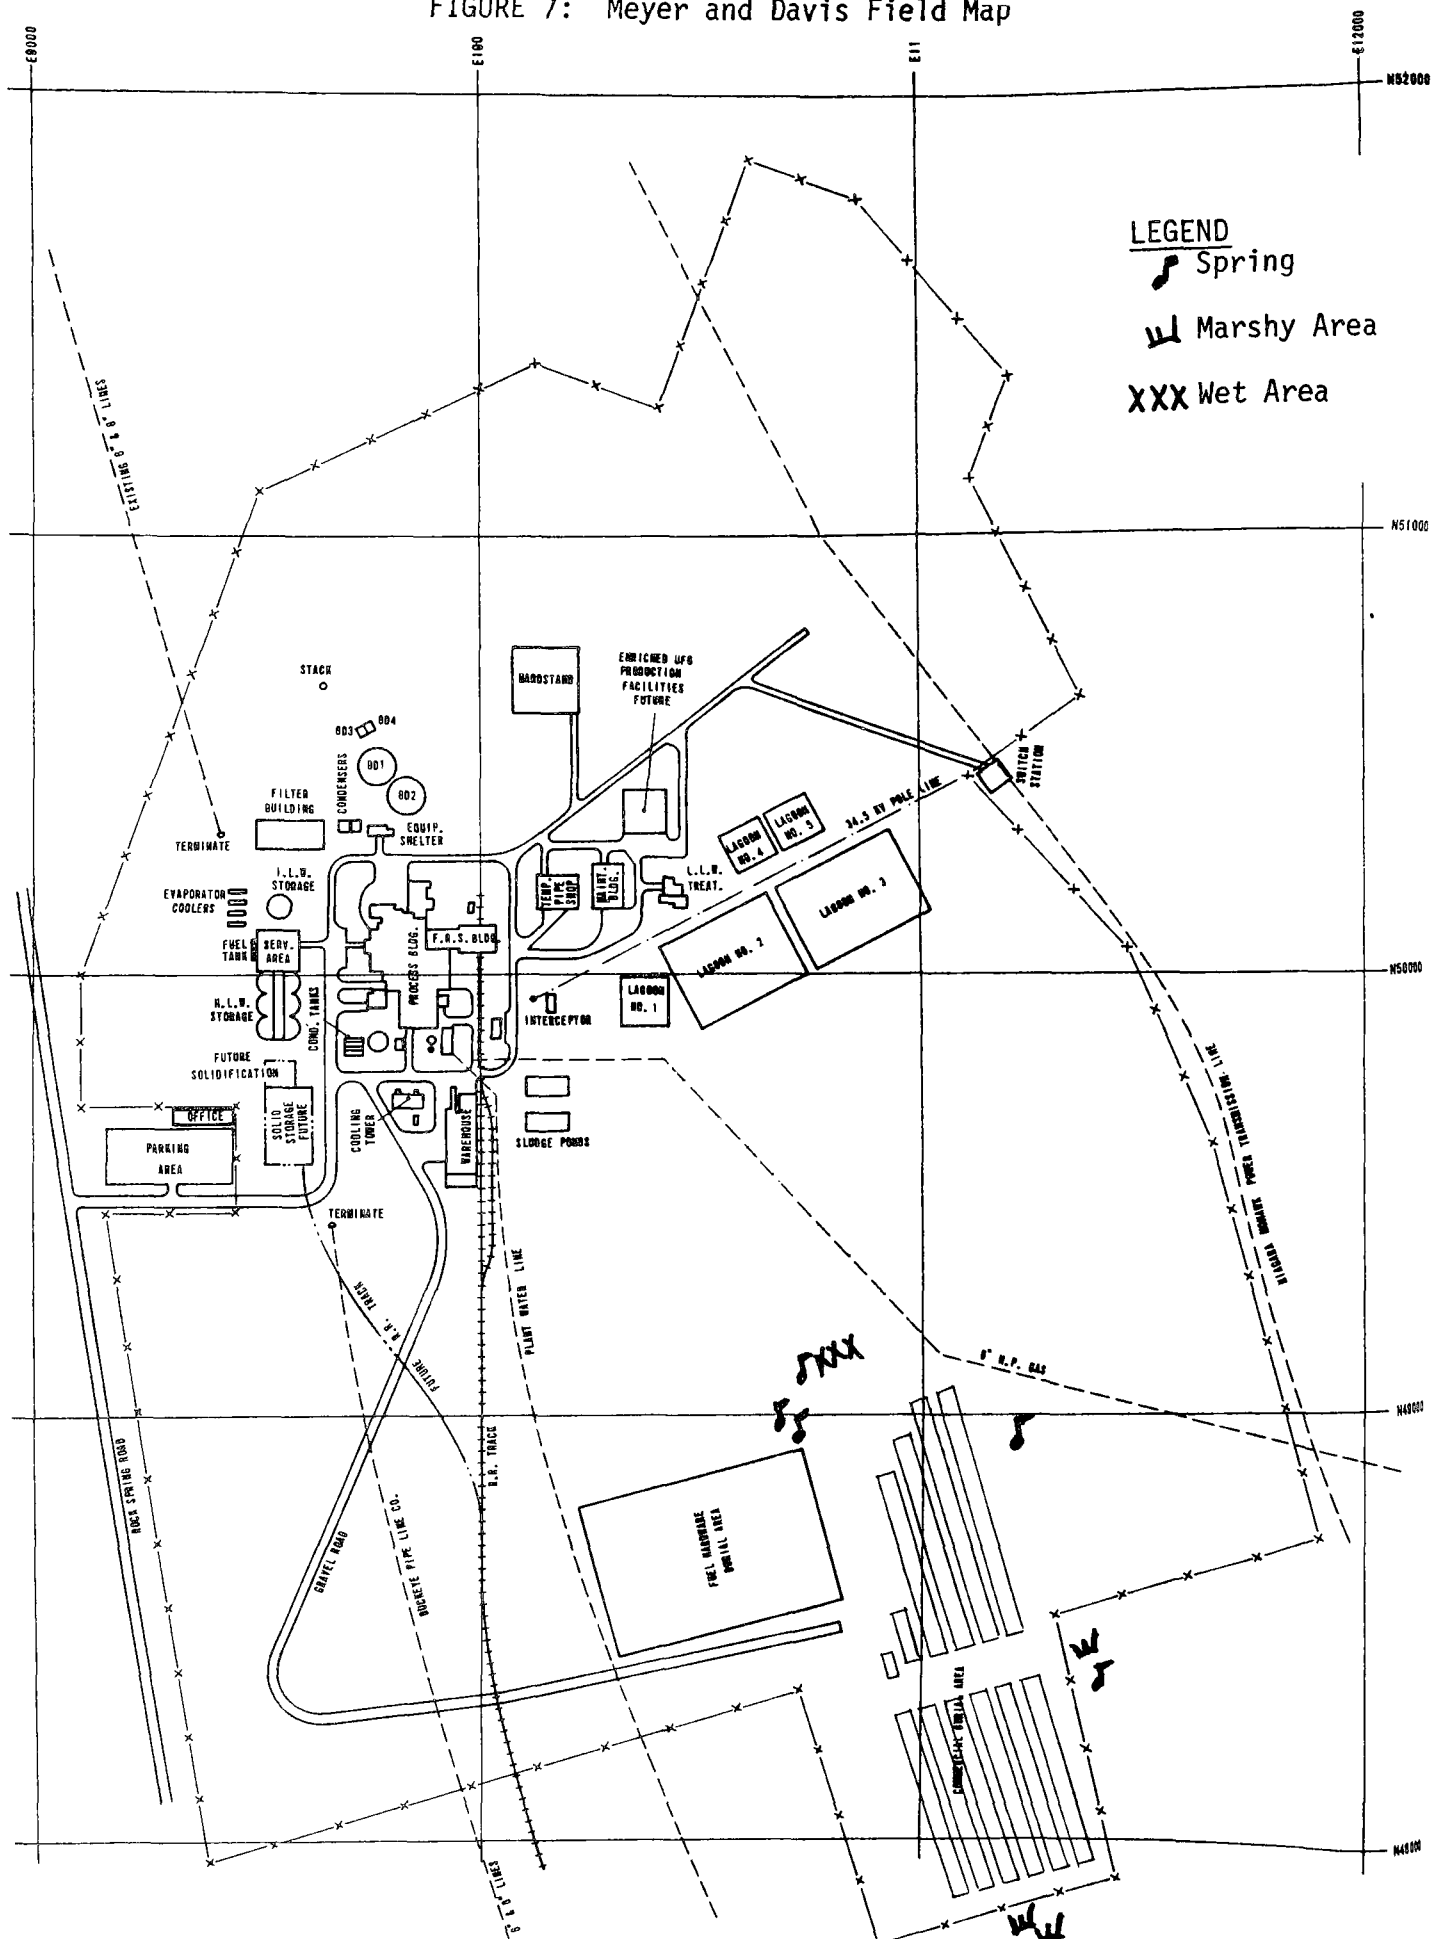 FIGURE 7: Meyer and Davis Field Map
E9000
E100
E11
E12000
N52000
LEGEND
Spring
Marshy Area
XXX Wet Area
EXISTING 6" & 8" LINES
N51000
STACK
HARDSTAND
ENRICHED UF6
PRODUCTION
FACILITIES
FUTURE
8D3
8D4
8D1
8D2
CONDENSERS
SWITCH
STATION
FILTER
BUILDING
EQUIP.
SHELTER
TERMINATE
34.5 KV POLE LINE
LAGOON
NO. 4
LAGOON
NO. 5
I.L.W.
STORAGE
EVAPORATOR
COOLERS
TEMP.
PIPE
SHOP
MAINT.
BLDG.
L.L.W.
TREAT.
LAGOON NO. 3
FUEL
TANK
SERV.
AREA
PROCESS BLDG.
F.R.S. BLDG.
LAGOON NO. 2
N50000
H.L.W.
STORAGE
COND. TANKS
INTERCEPTOR
LAGOON
NO. 1
FUTURE
SOLIDIFICATION
OFFICE
PARKING
AREA
SOLID
STORAGE
FUTURE
COOLING
TOWER
WAREHOUSE
SLUDGE PONDS
NIAGARA MOHAWK POWER TRANSMISSION LINE
TERMINATE
FUTURE R.R. TRACK
PLANT WATER LINE
XXX
8" H.P. GAS
N49000
ROCK SPRING ROAD
R.R. TRACK
GRAVEL ROAD
BUCKEYE PIPE LINE CO.
FUEL HARDWARE
BURIAL AREA
COMMERCIAL BURIAL AREA
N48000
6" & 8" LINES